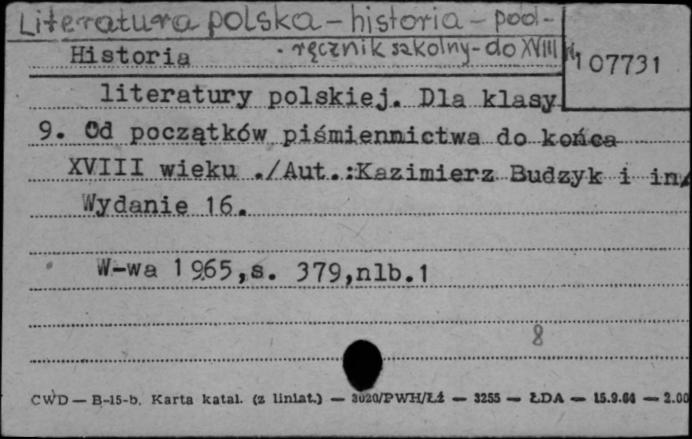 Literatura polska - historia - pod-
ręcznik szkolny - do XVIII w
Historia
107731
literatury polskiej. Dla klasy
9. Od początków piśmiennictwa do końca
XVIII wieku ./Aut.:Kazimierz Budzyk i in/
Wydanie 16.
W-wa 1965,s. 379,nlb.1
8
CWD — B-15-b. Karta katal. (z liniat.) — 3020/PWH/Łź — 3255 — ŁDA — 15.9.64 — 2.00